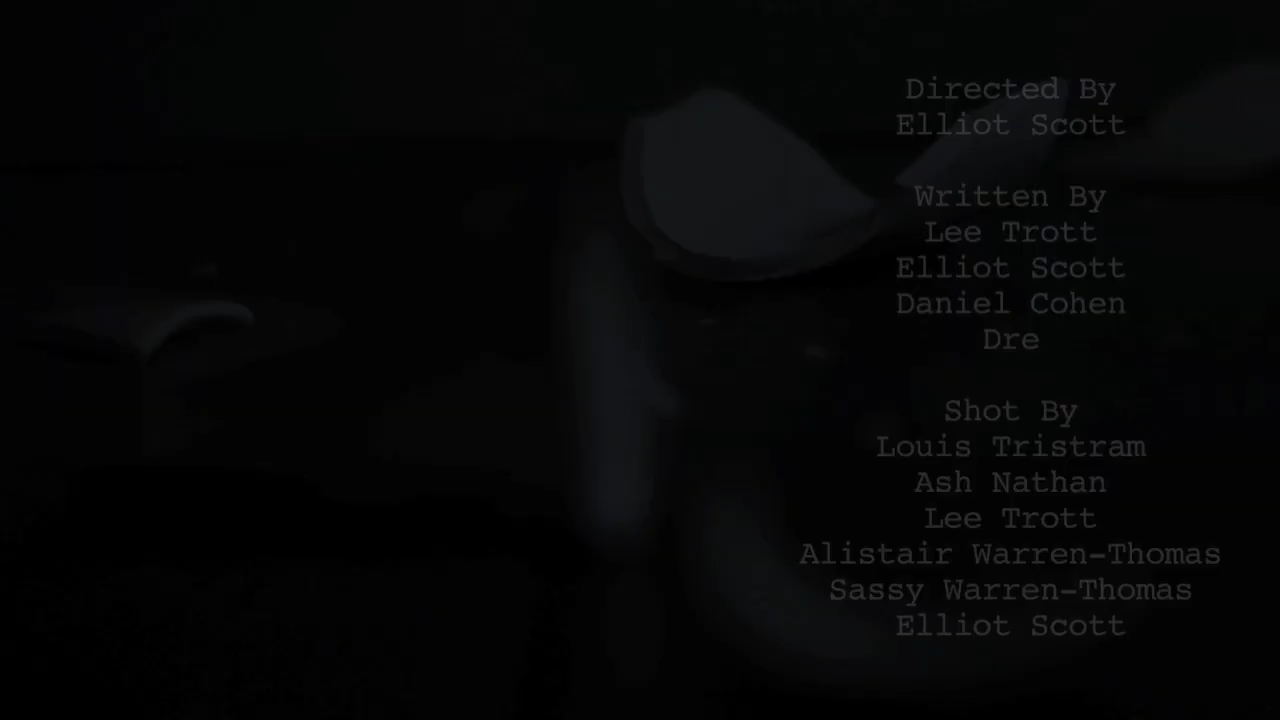 Directed By
Elliot Scott
Written By
Lee Trott
Elliot Scott
Daniel Cohen
Dre
Shot By
Louis Tristram
Ash Nathan
Lee Trott
Alistair Warren-Thomas
Sassy Warren-Thomas
Elliot Scott